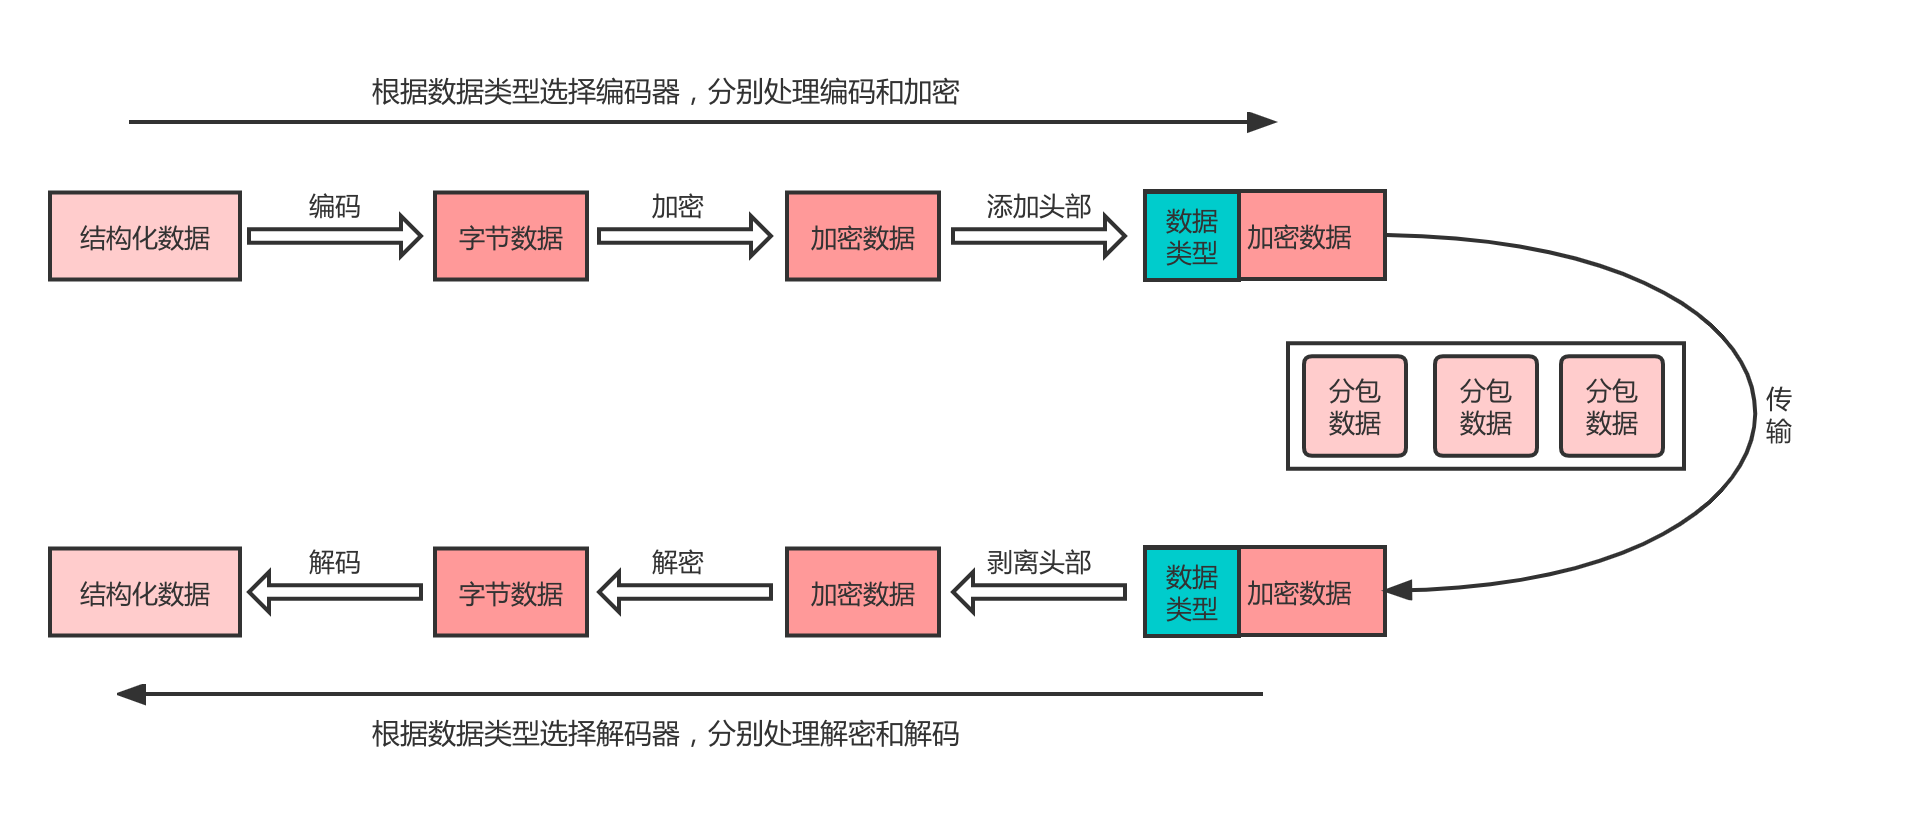 根据数据类型选择编码器，分别处理编码和加密
编码
加密
添加头部
结构化数据
字节数据
加密数据
数据
类型
加密数据
分包
数据
分包
数据
分包
数据
传
输
解码
解密
剥离头部
结构化数据
字节数据
加密数据
数据
类型
加密数据
根据数据类型选择解码器，分别处理解密和解码